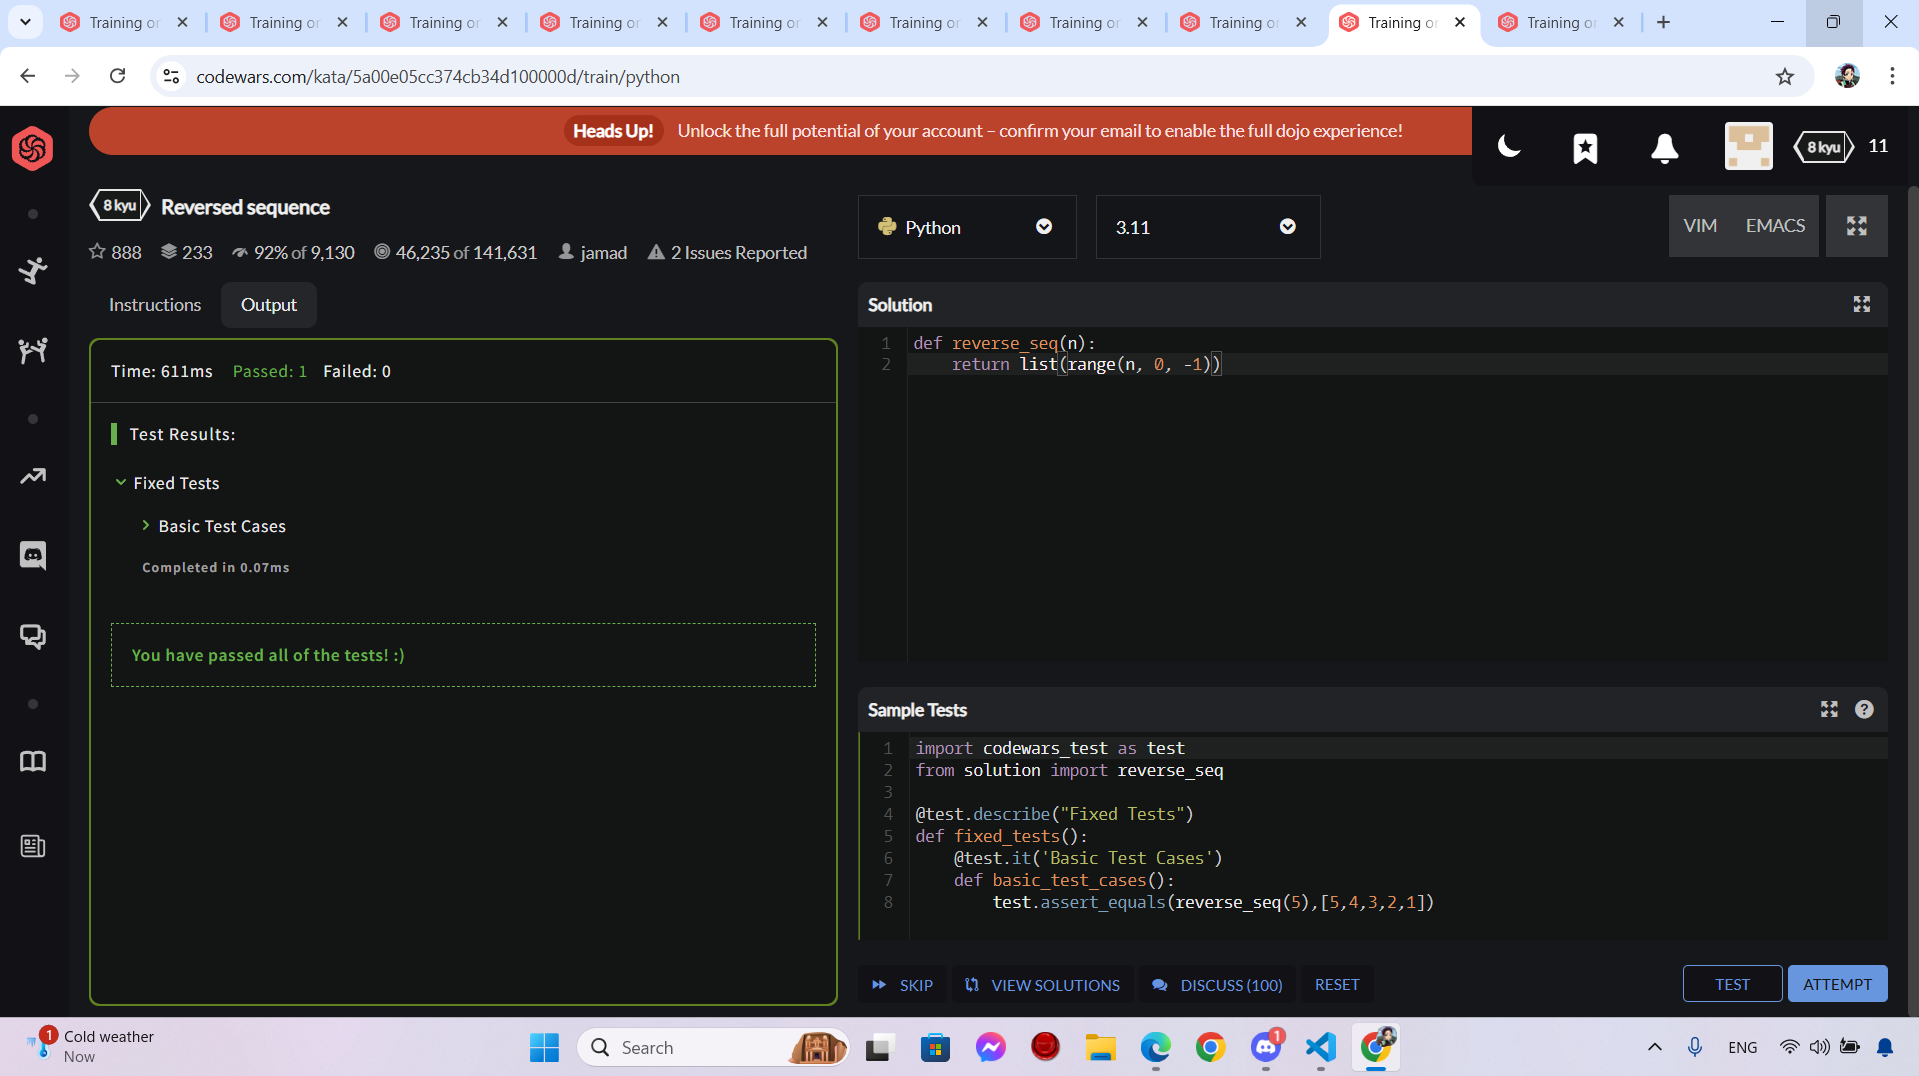 Training or
Training or
Training or
Training or
Training or
Training or
Training or
Training or
Training or
Training or
codewars.com/kata/5a00e05cc374cb34d100000d/train/python
Heads Up! Unlock the full potential of your account – confirm your email to enable the full dojo experience!
8 kyu 11
8 kyu Reversed sequence
888 233 92% of 9,130 46,235 of 141,631 jamad 2 Issues Reported
Python
3.11
VIM EMACS
Instructions Output
Time: 611ms Passed: 1 Failed: 0
Test Results:
Fixed Tests
Basic Test Cases
Completed in 0.07ms
You have passed all of the tests! :)
Solution
1 def reverse_seq(n):
2 return list(range(n, 0, -1))
Sample Tests
1 import codewars_test as test
2 from solution import reverse_seq
3
4 @test.describe("Fixed Tests")
5 def fixed_tests():
6 @test.it('Basic Test Cases')
7 def basic_test_cases():
8 test.assert_equals(reverse_seq(5),[5,4,3,2,1])
SKIP VIEW SOLUTIONS DISCUSS (100) RESET TEST ATTEMPT
1 Cold weather
Now
Search
1
ENG